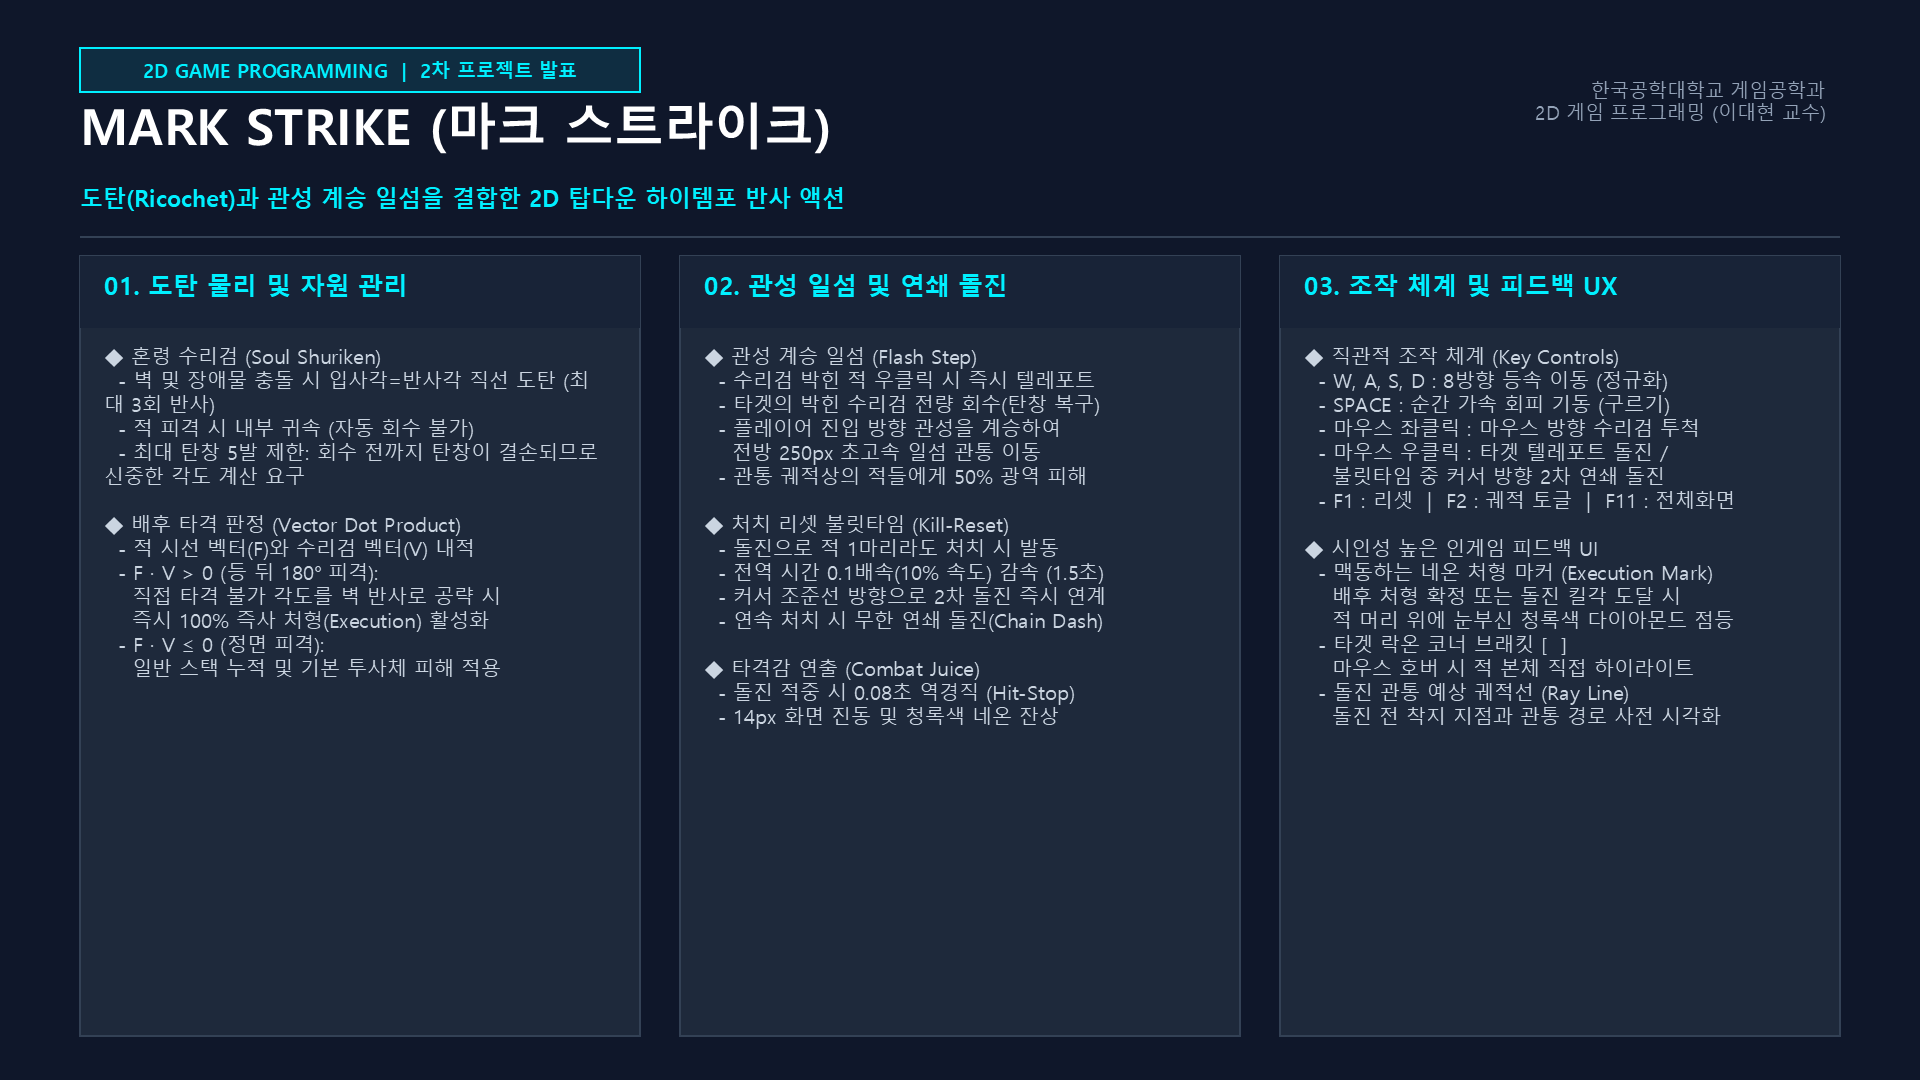 2D GAME PROGRAMMING | 2차 프로젝트 발표
MARK STRIKE (마크 스트라이크)
한국공학대학교 게임공학과
2D 게임 프로그래밍 (이대현 교수)
도탄(Ricochet)과 관성 계승 일섬을 결합한 2D 탑다운 하이템포 반사 액션
01. 도탄 물리 및 자원 관리
◆ 혼령 수리검 (Soul Shuriken)
- 벽 및 장애물 충돌 시 입사각=반사각 직선 도탄 (최
대 3회 반사)
- 적 피격 시 내부 귀속 (자동 회수 불가)
- 최대 탄창 5발 제한: 회수 전까지 탄창이 결손되므로
신중한 각도 계산 요구
◆ 배후 타격 판정 (Vector Dot Product)
- 적 시선 벡터(F)와 수리검 벡터(V) 내적
- F · V > 0 (등 뒤 180° 피격):
직접 타격 불가 각도를 벽 반사로 공략 시
즉시 100% 즉사 처형(Execution) 활성화
- F · V ≤ 0 (정면 피격):
일반 스택 누적 및 기본 투사체 피해 적용
02. 관성 일섬 및 연쇄 돌진
◆ 관성 계승 일섬 (Flash Step)
- 수리검 박힌 적 우클릭 시 즉시 텔레포트
- 타겟의 박힌 수리검 전량 회수(탄창 복구)
- 플레이어 진입 방향 관성을 계승하여
전방 250px 초고속 일섬 관통 이동
- 관통 궤적상의 적들에게 50% 광역 피해
◆ 처치 리셋 불릿타임 (Kill-Reset)
- 돌진으로 적 1마리라도 처치 시 발동
- 전역 시간 0.1배속(10% 속도) 감속 (1.5초)
- 커서 조준선 방향으로 2차 돌진 즉시 연계
- 연속 처치 시 무한 연쇄 돌진(Chain Dash)
◆ 타격감 연출 (Combat Juice)
- 돌진 적중 시 0.08초 역경직 (Hit-Stop)
- 14px 화면 진동 및 청록색 네온 잔상
03. 조작 체계 및 피드백 UX
◆ 직관적 조작 체계 (Key Controls)
- W, A, S, D : 8방향 등속 이동 (정규화)
- SPACE : 순간 가속 회피 기동 (구르기)
- 마우스 좌클릭 : 마우스 방향 수리검 투척
- 마우스 우클릭 : 타겟 텔레포트 돌진 /
불릿타임 중 커서 방향 2차 연쇄 돌진
- F1 : 리셋 | F2 : 궤적 토글 | F11 : 전체화면
◆ 시인성 높은 인게임 피드백 UI
- 맥동하는 네온 처형 마커 (Execution Mark)
배후 처형 확정 또는 돌진 킬각 도달 시
적 머리 위에 눈부신 청록색 다이아몬드 점등
- 타겟 락온 코너 브래킷 [ ]
마우스 호버 시 적 본체 직접 하이라이트
- 돌진 관통 예상 궤적선 (Ray Line)
돌진 전 착지 지점과 관통 경로 사전 시각화